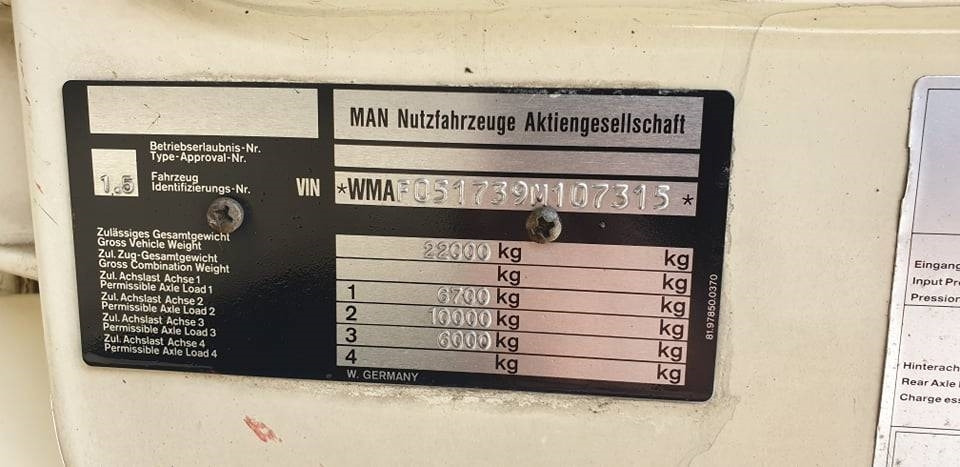 MAN Nutzfahrzeuge Aktiengesellschaft
Betriebserlaubnis-Nr.
Type-Approval-Nr.
1.5
Fahrzeug
Identifizierungs-Nr.
VIN
*WMAF051739M107315*
Zulässiges Gesamtgewicht
Gross Vehicle Weight
22000 kg kg
Zul. Zug-Gesamtgewicht
Gross Combination Weight
kg kg
Zul. Achslast Achse 1
Permissible Axle Load 1
1 6700 kg kg
Zul. Achslast Achse 2
Permissible Axle Load 2
2 10000 kg kg
Zul. Achslast Achse 3
Permissible Axle Load 3
3 6000 kg kg
Zul. Achslast Achse 4
Permissible Axle Load 4
4 kg kg
W. GERMANY
81.97850.0370
Eingang
Input Pre
Pression
Hinterach
Rear Axle
Charge ess